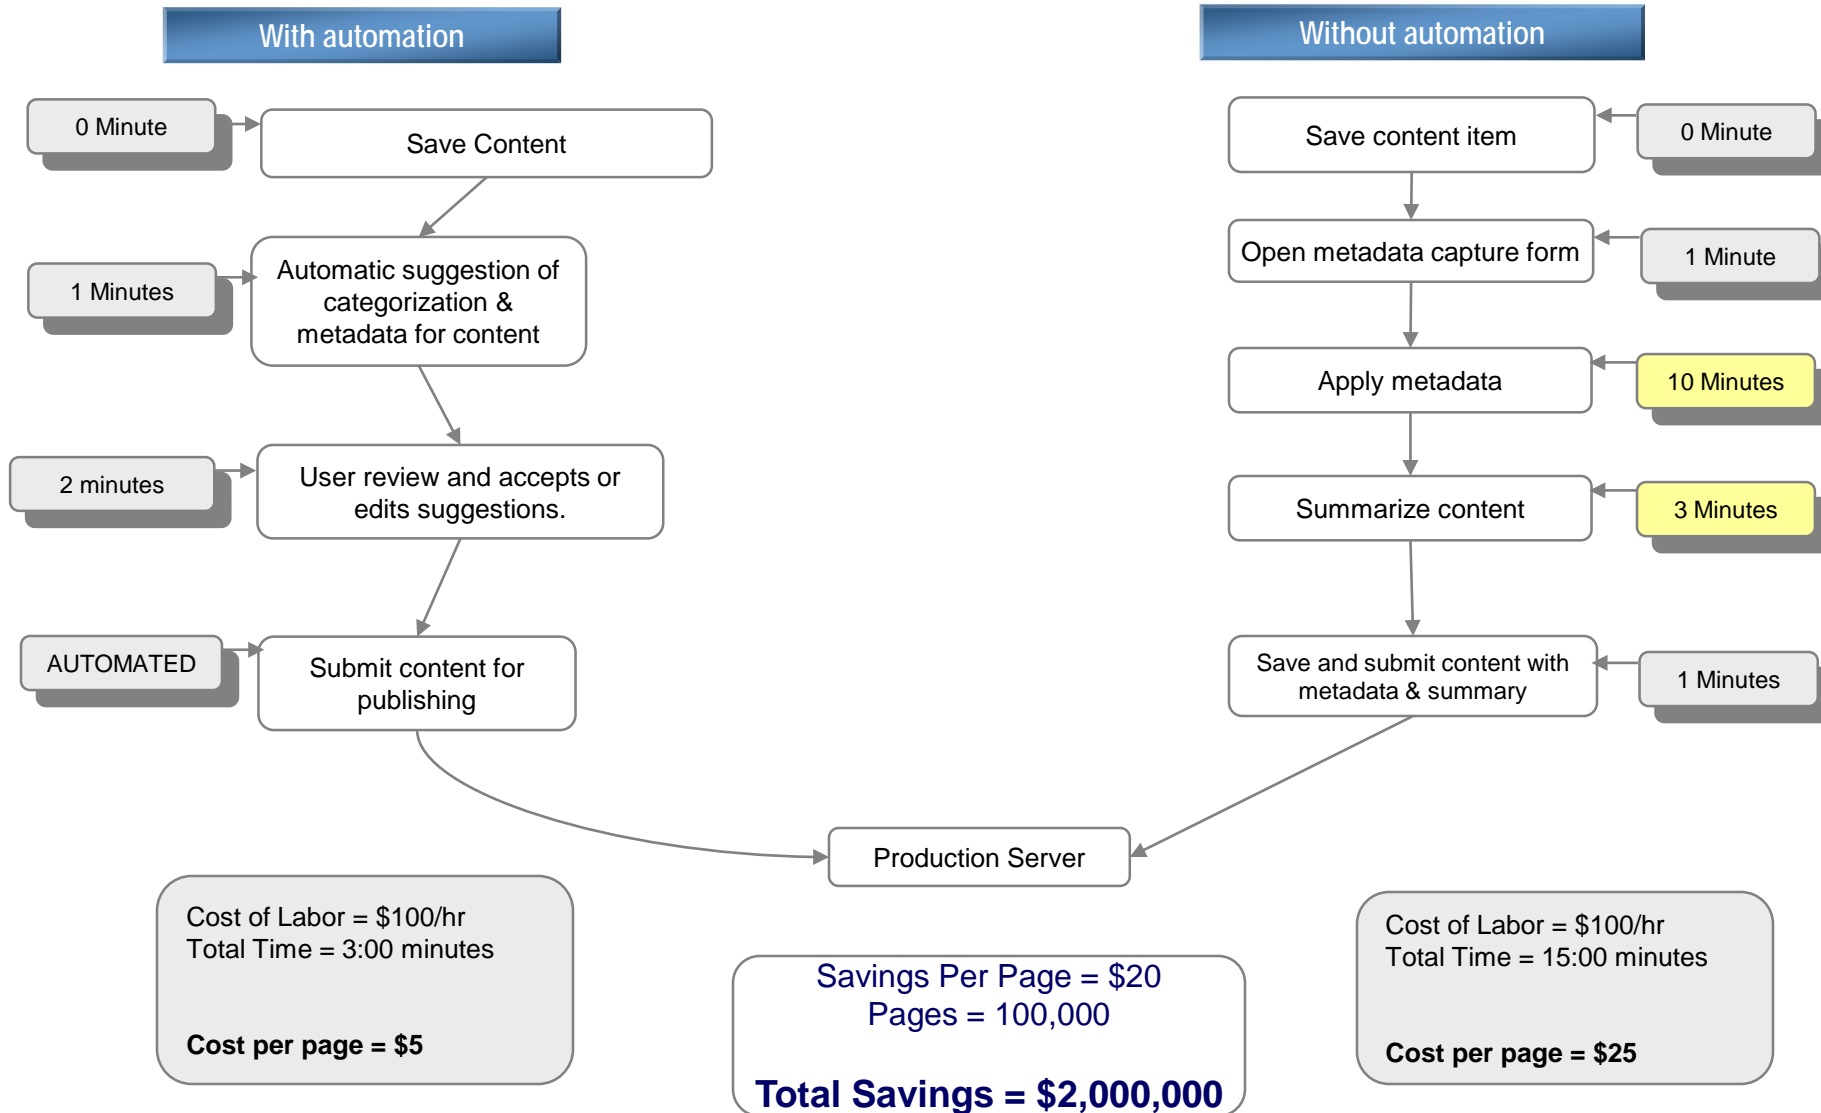 With automation
0 Minute
Save Content
1 Minutes
Automatic suggestion of
categorization &
metadata for content
2 minutes
User review and accepts or
edits suggestions.
AUTOMATED
Submit content for
publishing
Without automation
Save content item
0 Minute
Open metadata capture form
1 Minute
Apply metadata
10 Minutes
Summarize content
3 Minutes
Save and submit content with
metadata & summary
1 Minutes
Production Server
Cost of Labor = $100/hr
Total Time = 3:00 minutes
Cost per page = $5
Savings Per Page = $20
Pages = 100,000
Total Savings = $2,000,000
Cost of Labor = $100/hr
Total Time = 15:00 minutes
Cost per page = $25